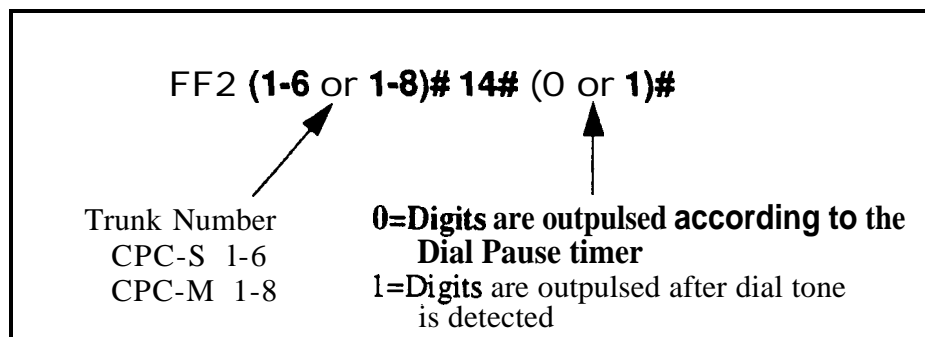 FF2 (1-6 or 1-8)# 14# (0 or 1)#
Trunk Number
CPC-S 1-6
CPC-M 1-8
0=Digits are outpulsed according to the
Dial Pause timer
1=Digits are outpulsed after dial tone
is detected